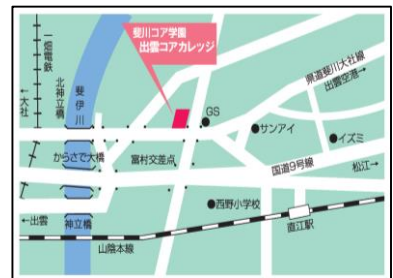 斐川コア学園
出雲コアカレッジ
一畑電鉄
北神立橋
斐伊川
←大社
県道斐川大社線
出雲空港→
GS
サンアイ
イズミ
からさで大橋
富村交差点
国道9号線
松江→
西野小学校
←出雲
神立橋
直江駅
山陰本線